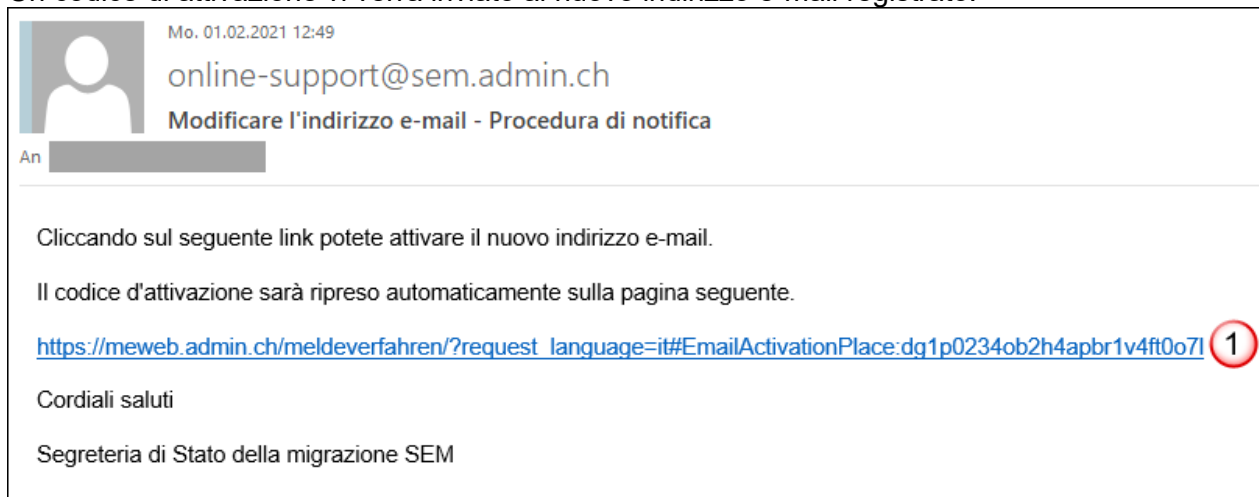 Mo. 01.02.2021 12:49
online-support@sem.admin.ch
Modificare l'indirizzo e-mail - Procedura di notifica
An
Cliccando sul seguente link potete attivare il nuovo indirizzo e-mail.
Il codice d'attivazione sarà ripreso automaticamente sulla pagina seguente.
https://meweb.admin.ch/meldeverfahren/?request_language=it#EmailActivationPlace:dg1p0234ob2h4apbr1v4ft0o7l 1
Cordiali saluti
Segreteria di Stato della migrazione SEM